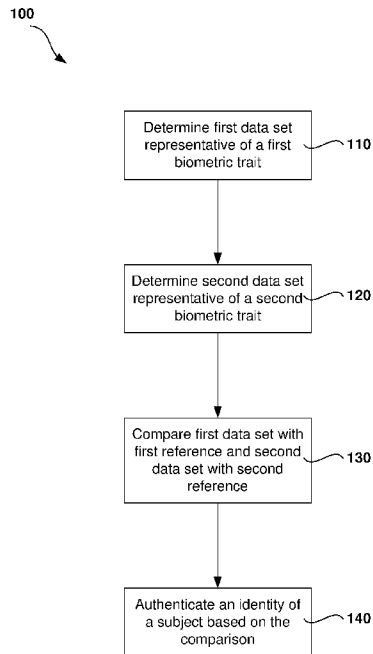 100
Determine first data set
representative of a first
biometric trait
110
Determine second data set
representative of a second
biometric trait
120
Compare first data set with
first reference and second
data set with second
reference
130
Authenticate an identity of
a subject based on the
comparison
140